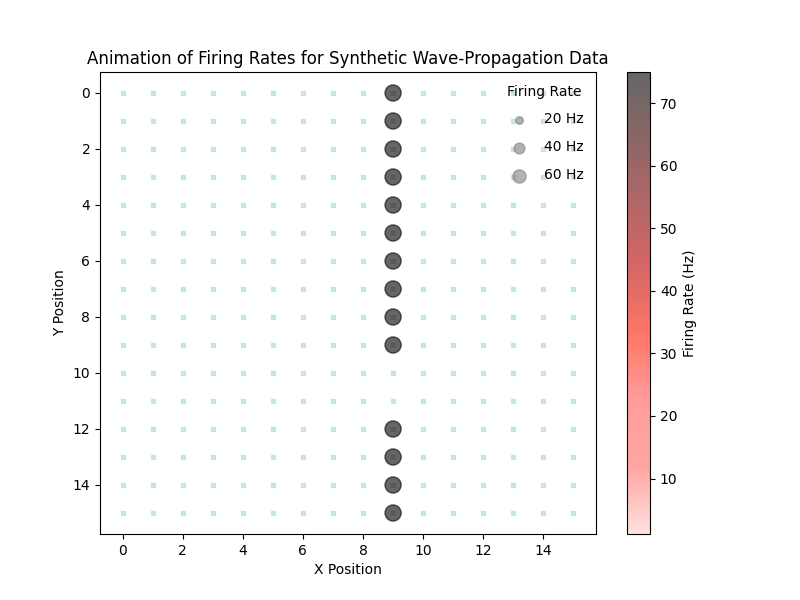 Animation of Firing Rates for Synthetic Wave-Propagation Data
Firing Rate
20 Hz
40 Hz
60 Hz
0
2
4
6
8
10
12
14
Y Position
0
2
4
6
8
10
12
14
X Position
70
60
50
40
30
20
10
Firing Rate (Hz)